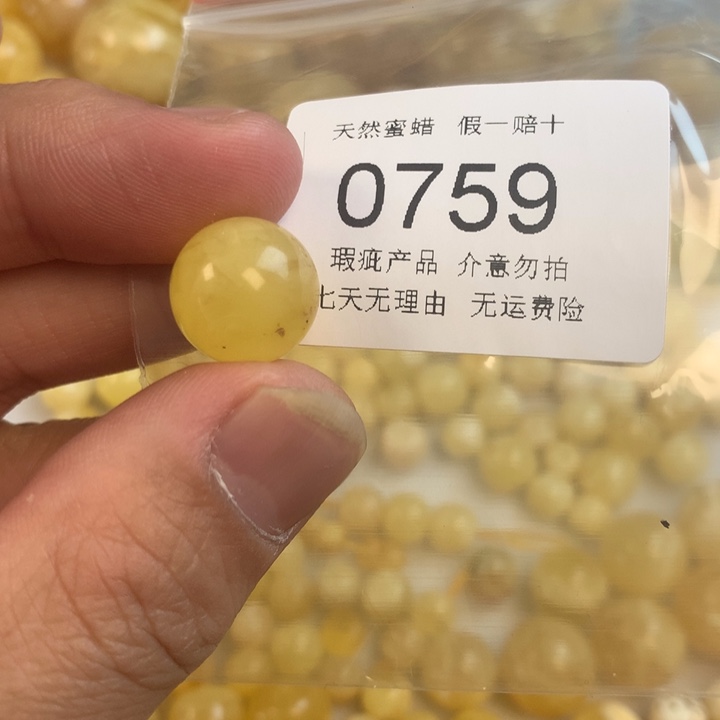 天然蜜蜡 假一赔十
0759
瑕疵产品 介意勿拍
七天无理由 无运费险